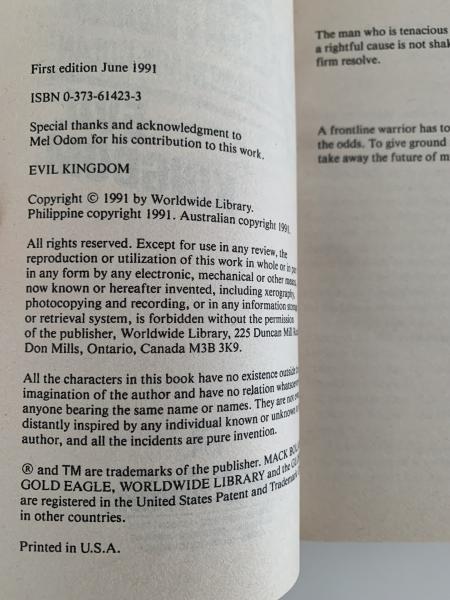 First edition June 1991
ISBN 0-373-61423-3
Special thanks and acknowledgment to
Mel Odom for his contribution to this work.
EVIL KINGDOM
Copyright © 1991 by Worldwide Library.
Philippine copyright 1991. Australian copyright 1991.
All rights reserved. Except for use in any review, the
reproduction or utilization of this work in whole or in
in any form by any electronic, mechanical or other means,
now known or hereafter invented, including xerography,
photocopying and recording, or in any information
or retrieval system, is forbidden without the permission
of the publisher, Worldwide Library, 225 Duncan Mill
Don Mills, Ontario, Canada M3B 3K9.
All the characters in this book have no existence outside
imagination of the author and have no relation whatsoever
anyone bearing the same name or names. They are not
distantly inspired by any individual known or unknown
author, and all the incidents are pure invention.
® and TM are trademarks of the publisher. MACK
GOLD EAGLE, WORLDWIDE LIBRARY and the
are registered in the United States Patent and Trademark
in other countries.
Printed in U.S.A.
The man who is tenacious
a rightful cause is not
firm resolve.
A frontline warrior has to
the odds. To give ground
take away the future of